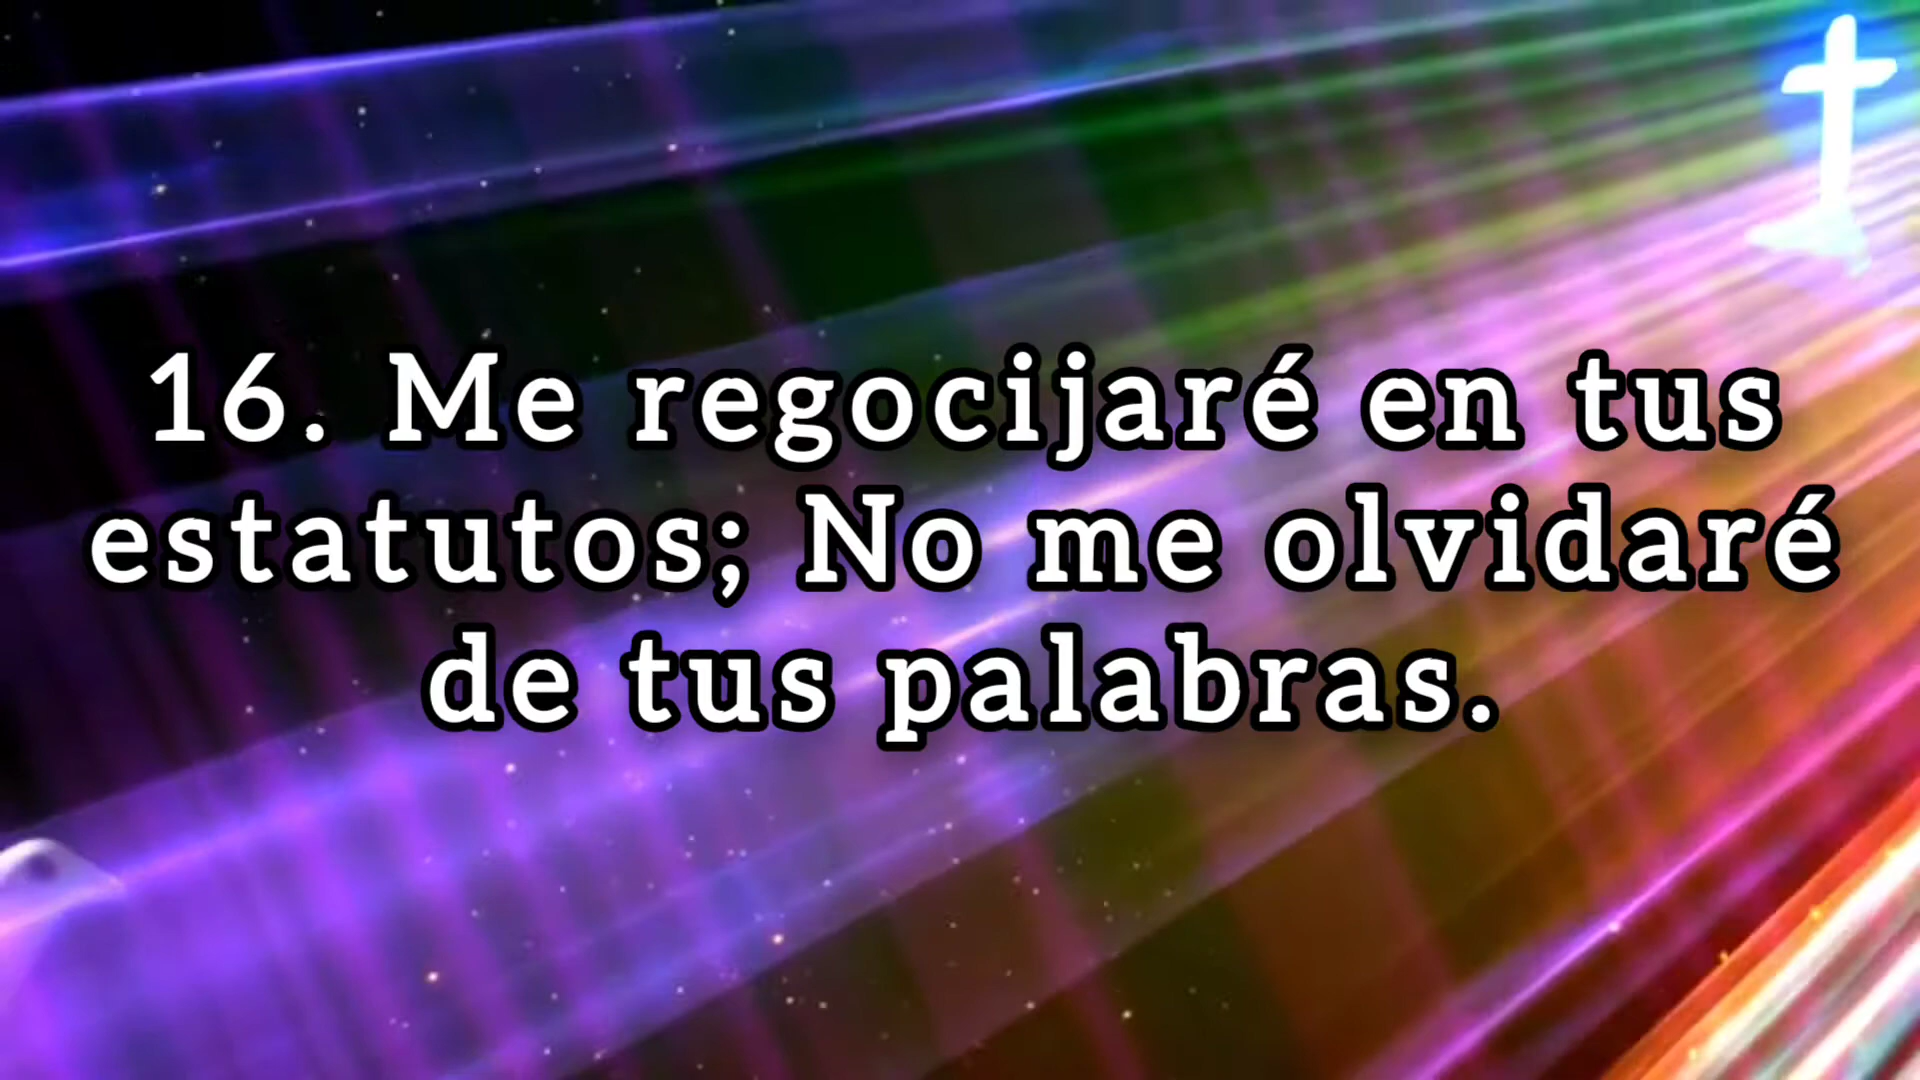 16. Me regocijaré en tus
estatutos; No me olvidaré
de tus palabras.